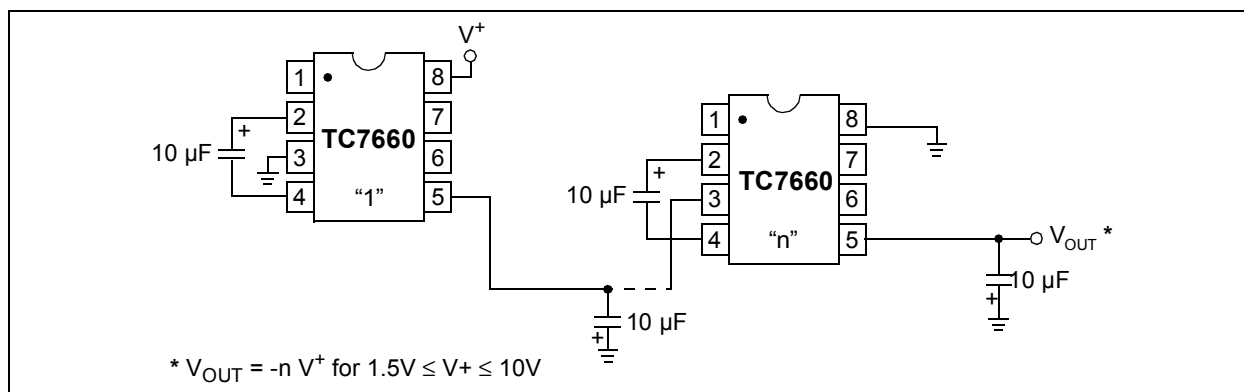 V+
1 8
2 7
TC7660
3 6
4 5
"1"
+
10 µF
1 8
2 7
TC7660
3 6
4 5
"n"
+
10 µF
+
10 µF
VOUT *
+
10 µF
* VOUT = -n V+ for 1.5V ≤ V+ ≤ 10V